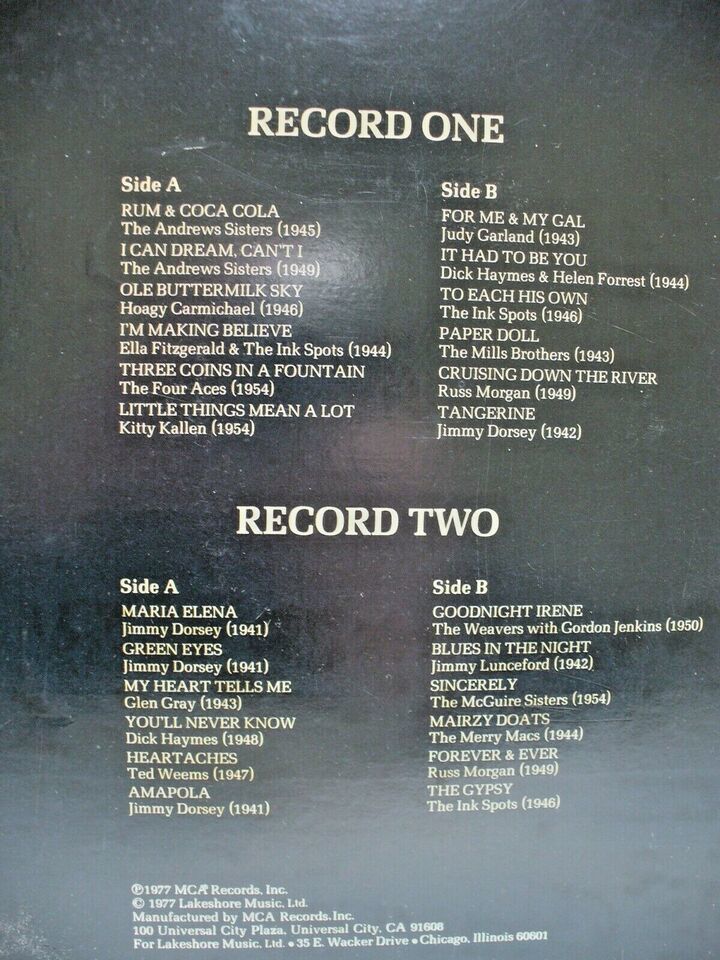 RECORD ONE
Side A
RUM & COCA COLA
The Andrews Sisters (1945)
I CAN DREAM, CAN'T I
The Andrews Sisters (1949)
OLE BUTTERMILK SKY
Hoagy Carmichael (1946)
I'M MAKING BELIEVE
Ella Fitzgerald & The Ink Spots (1944)
THREE COINS IN A FOUNTAIN
The Four Aces (1954)
LITTLE THINGS MEAN A LOT
Kitty Kallen (1954)
Side B
FOR ME & MY GAL
Judy Garland (1943)
IT HAD TO BE YOU
Dick Haymes & Helen Forrest (1944)
TO EACH HIS OWN
The Ink Spots (1946)
PAPER DOLL
The Mills Brothers (1943)
CRUISING DOWN THE RIVER
Russ Morgan (1949)
TANGERINE
Jimmy Dorsey (1942)
RECORD TWO
Side A
MARIA ELENA
Jimmy Dorsey (1941)
GREEN EYES
Jimmy Dorsey (1941)
MY HEART TELLS ME
Glen Gray (1943)
YOU'LL NEVER KNOW
Dick Haymes (1948)
HEARTACHES
Ted Weems (1947)
AMAPOLA
Jimmy Dorsey (1941)
Side B
GOODNIGHT IRENE
The Weavers with Gordon Jenkins (1950)
BLUES IN THE NIGHT
Jimmy Lunceford (1942)
SINCERELY
The McGuire Sisters (1954)
MAIRZY DOATS
The Merry Macs (1944)
FOREVER & EVER
Russ Morgan (1949)
THE GYPSY
The Ink Spots (1946)
℗1977 MCA® Records, Inc.
© 1977 Lakeshore Music, Ltd.
Manufactured by MCA Records, Inc.
100 Universal City Plaza, Universal City, CA 91608
For Lakeshore Music, Ltd. • 35 E. Wacker Drive • Chicago, Illinois 60601